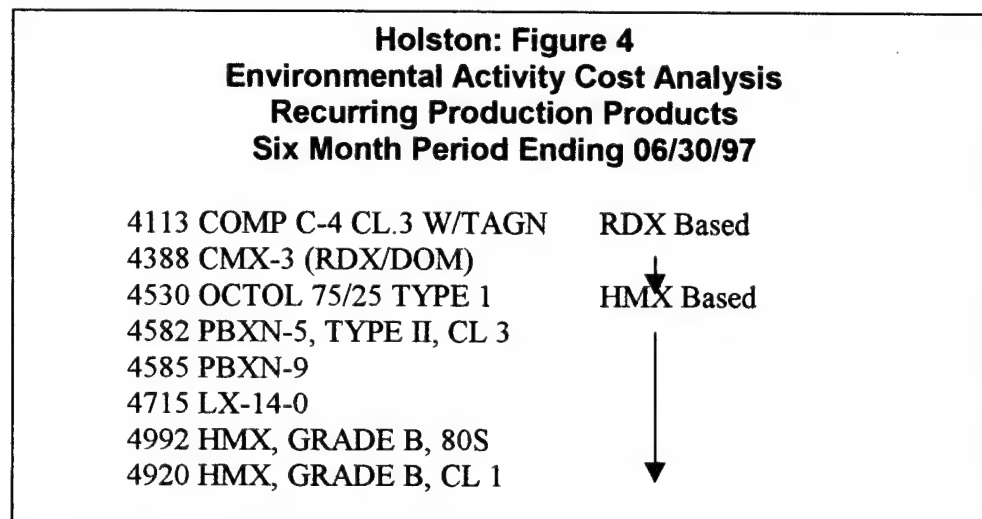 Holston: Figure 4
Environmental Activity Cost Analysis
Recurring Production Products
Six Month Period Ending 06/30/97
4113 COMP C-4 CL.3 W/TAGN RDX Based
4388 CMX-3 (RDX/DOM)
4530 OCTOL 75/25 TYPE 1 HMX Based
4582 PBXN-5, TYPE II, CL 3
4585 PBXN-9
4715 LX-14-0
4992 HMX, GRADE B, 80S
4920 HMX, GRADE B, CL 1